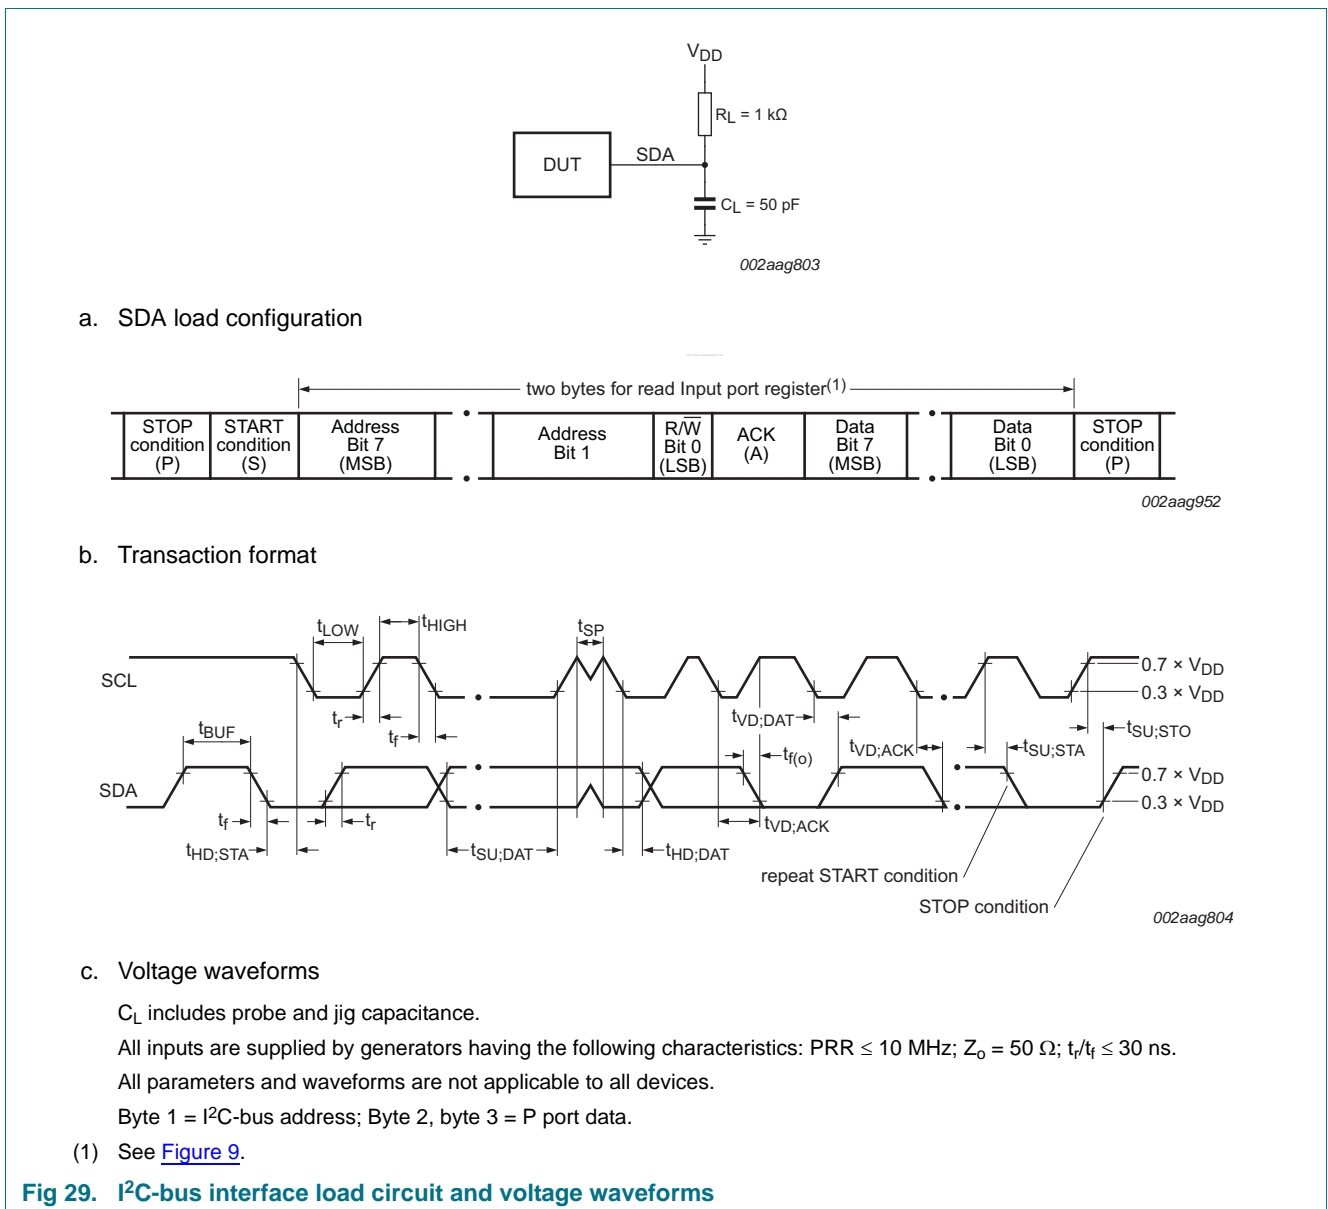 VDD
RL = 1 kΩ
DUT
SDA
CL = 50 pF
002aag803
a. SDA load configuration
two bytes for read Input port register(1)
STOP condition (P)
START condition (S)
Address Bit 7 (MSB)
Address Bit 1
R/W̅ Bit 0 (LSB)
ACK (A)
Data Bit 7 (MSB)
Data Bit 0 (LSB)
STOP condition (P)
002aag952
b. Transaction format
tLOW
tHIGH
tSP
SCL
0.7 × VDD
0.3 × VDD
tr
tf
tBUF
tVD;DAT
tf(o)
tVD;ACK
tSU;STA
tSU;STO
SDA
0.7 × VDD
0.3 × VDD
tf
tr
tVD;ACK
tHD;STA
tSU;DAT
tHD;DAT
repeat START condition
STOP condition
002aag804
c. Voltage waveforms
CL includes probe and jig capacitance.
All inputs are supplied by generators having the following characteristics: PRR ≤ 10 MHz; Zo = 50 Ω; tr/tf ≤ 30 ns.
All parameters and waveforms are not applicable to all devices.
Byte 1 = I2C-bus address; Byte 2, byte 3 = P port data.
(1) See Figure 9.
Fig 29. I2C-bus interface load circuit and voltage waveforms